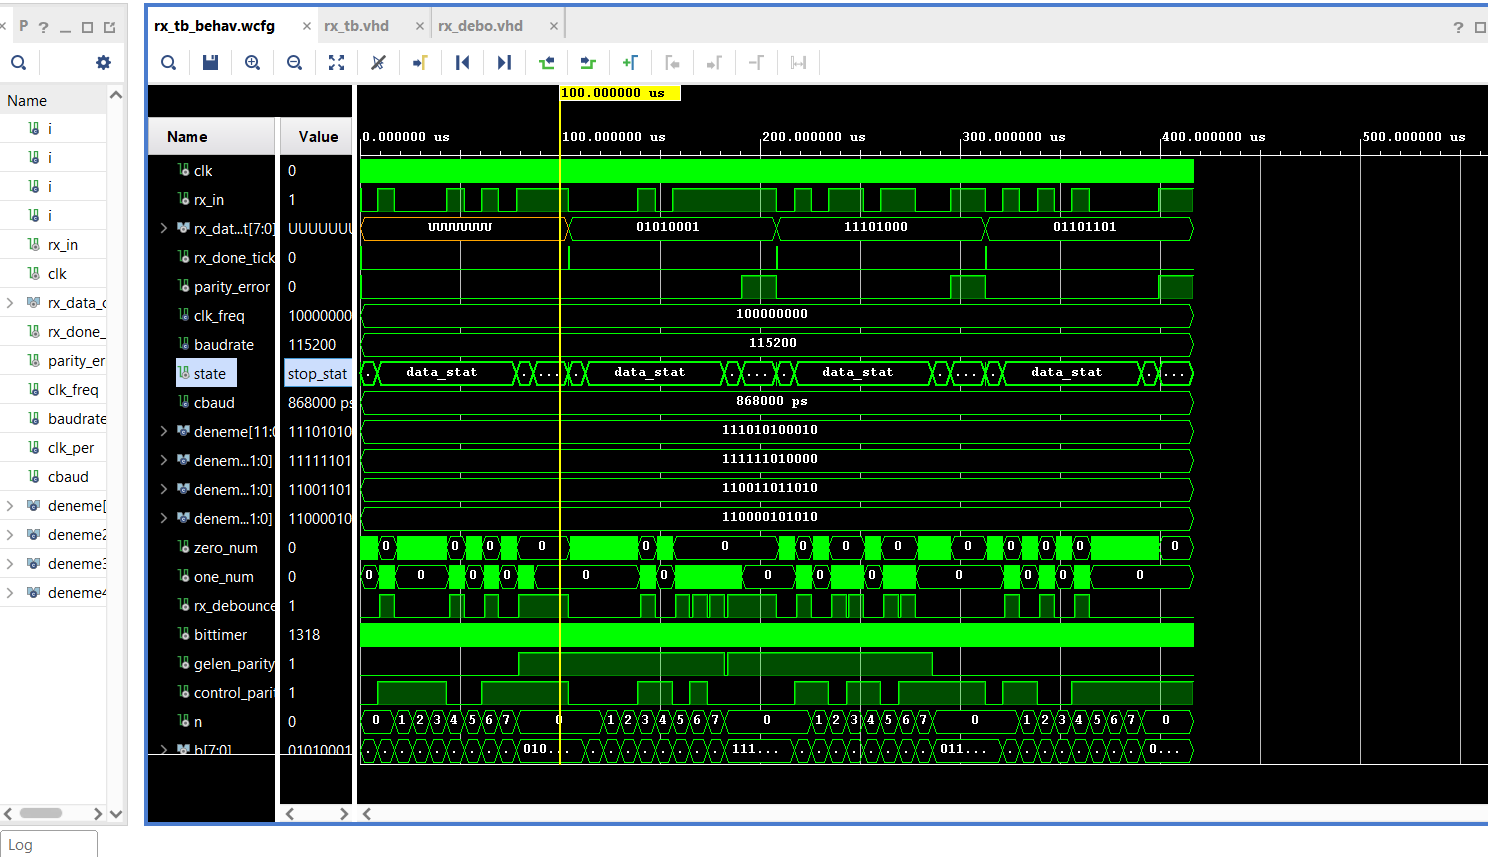 P ?
rx_tb_behav.wcfg × rx_tb.vhd × rx_debo.vhd × ?
Name
i
i
i
i
rx_in
clk
rx_data_c
rx_done_
parity_er
clk_freq
baudrate
clk_per
cbaud
deneme[
deneme2
deneme3
deneme4
Log
100.000000 us
Name Value
0.000000 us 100.000000 us 200.000000 us 300.000000 us 400.000000 us 500.000000 us
clk 0
rx_in 1
rx_dat...t[7:0] UUUUUUU UUUUUUUU 01010001 11101000 01101101
rx_done_tick 0
parity_error 0
clk_freq 10000000 100000000
baudrate 115200 115200
state stop_stat . data_stat . ... . data_stat . ... . data_stat . ... . data_stat . ...
cbaud 868000 ps 868000 ps
deneme[11:0 11101010 111010100010
denem...1:0] 11111101 111111010000
denem...1:0] 11001101 110011011010
denem...1:0] 11000010 110000101010
zero_num 0 0 0 0 0 0 0 0 0 0 0 0 0 0 0
one_num 0 0 0 0 0 0 0 0 0 0 0 0 0 0
rx_debounce 1
bittimer 1318
gelen_parity 1
control_parit 1
n 0 0 1 2 3 4 5 6 7 0 1 2 3 4 5 6 7 0 1 2 3 4 5 6 7 0 1 2 3 4 5 6 7 0
b[7:0] 01010001 . . . . . . . . 010... . . . . . . . . 111... . . . . . . . . 011... . . . . . . . . 0...